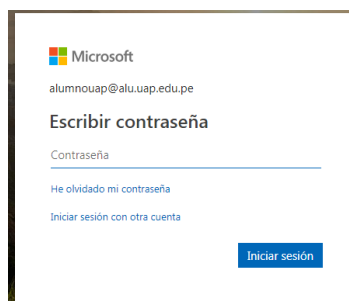 Microsoft
alumnouap@alu.uap.edu.pe
Escribir contraseña
Contraseña
He olvidado mi contraseña
Iniciar sesión con otra cuenta
Iniciar sesión